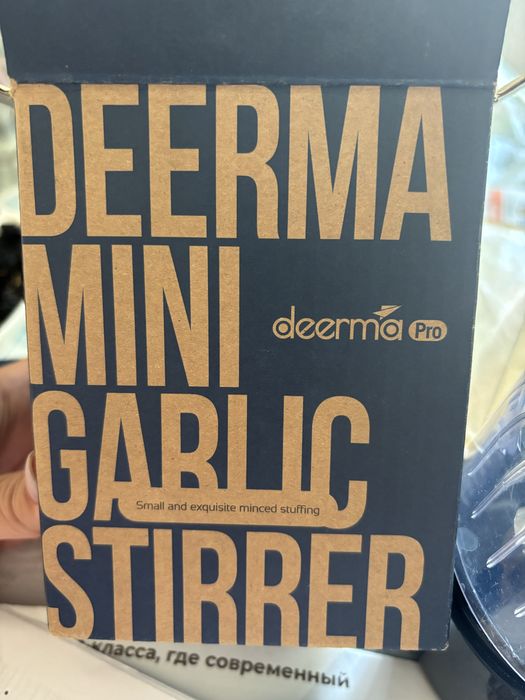 DEERMA
MINI
deerma Pro
GARLIC
Small and exquisite minced stuffing
STIRRER
класса, где современный